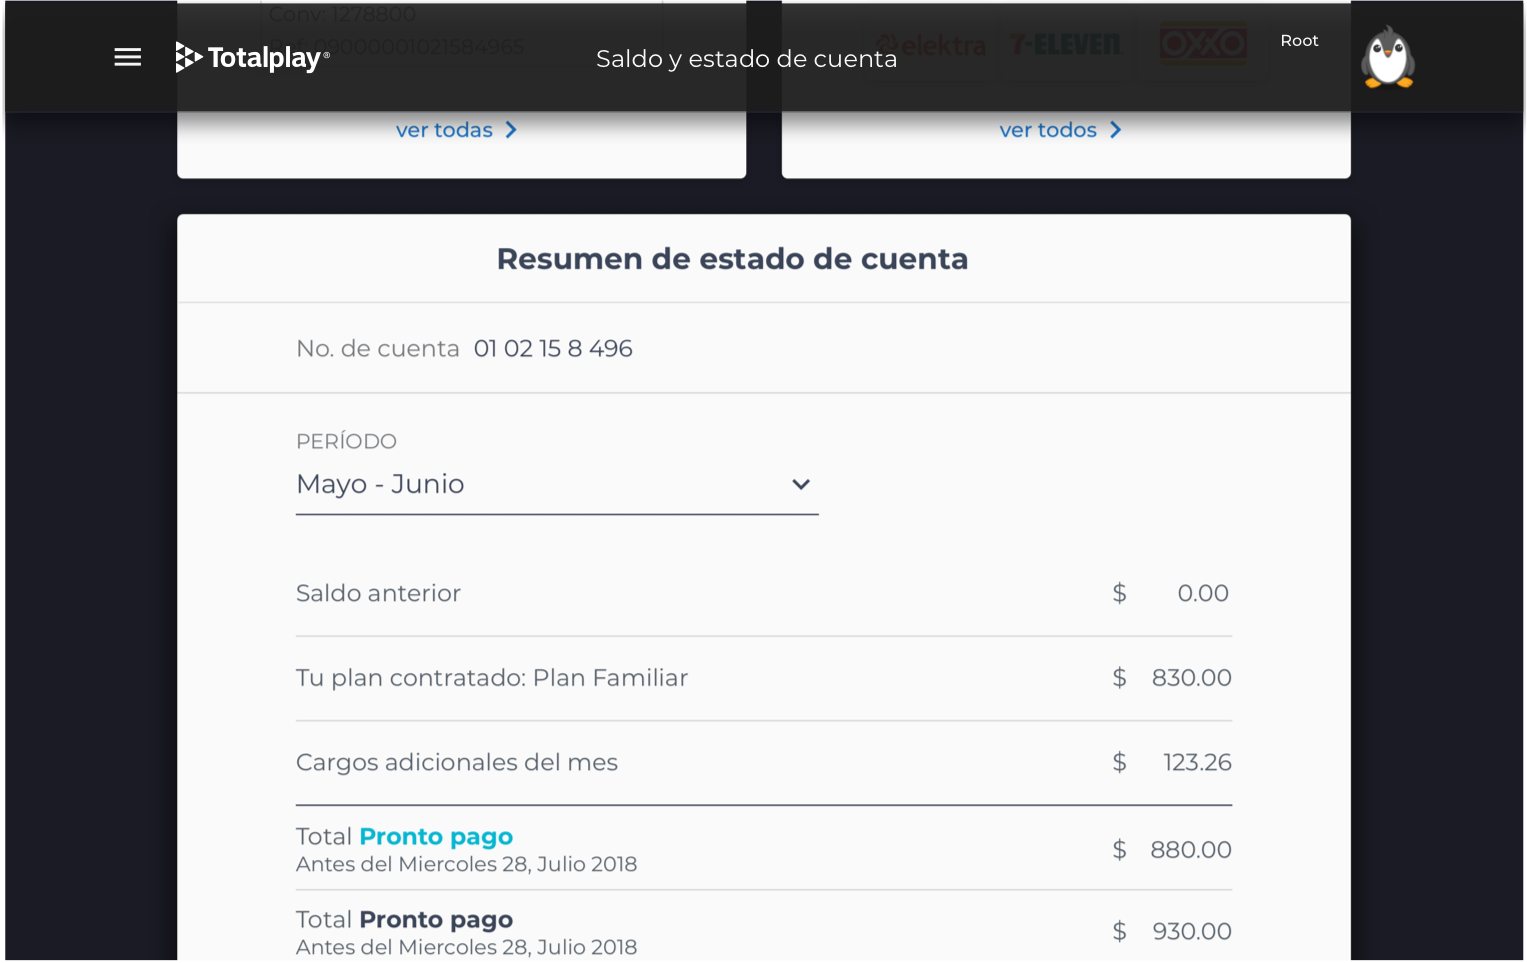 Conv: 1278800
Totalplay®
Saldo y estado de cuenta
elektra
7-ELEVEN
OXXO
Root
ver todas
ver todos
Resumen de estado de cuenta
No. de cuenta 01 02 15 8 496
PERÍODO
Mayo - Junio
Saldo anterior $ 0.00
Tu plan contratado: Plan Familiar $ 830.00
Cargos adicionales del mes $ 123.26
Total Pronto pago
Antes del Miercoles 28, Julio 2018
$ 880.00
Total Pronto pago
Antes del Miercoles 28, Julio 2018
$ 930.00